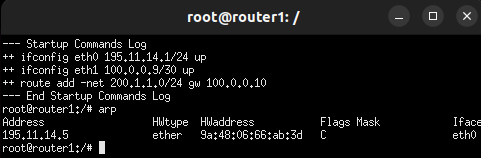 root@router1: /
--- Startup Commands Log
++ ifconfig eth0 195.11.14.1/24 up
++ ifconfig eth1 100.0.0.9/30 up
++ route add -net 200.1.1.0/24 gw 100.0.0.10
--- End Startup Commands Log
root@router1:/# arp
Address HWtype HWaddress Flags Mask Iface
195.11.14.5 ether 9a:48:06:66:ab:3d C eth0
root@router1:/#